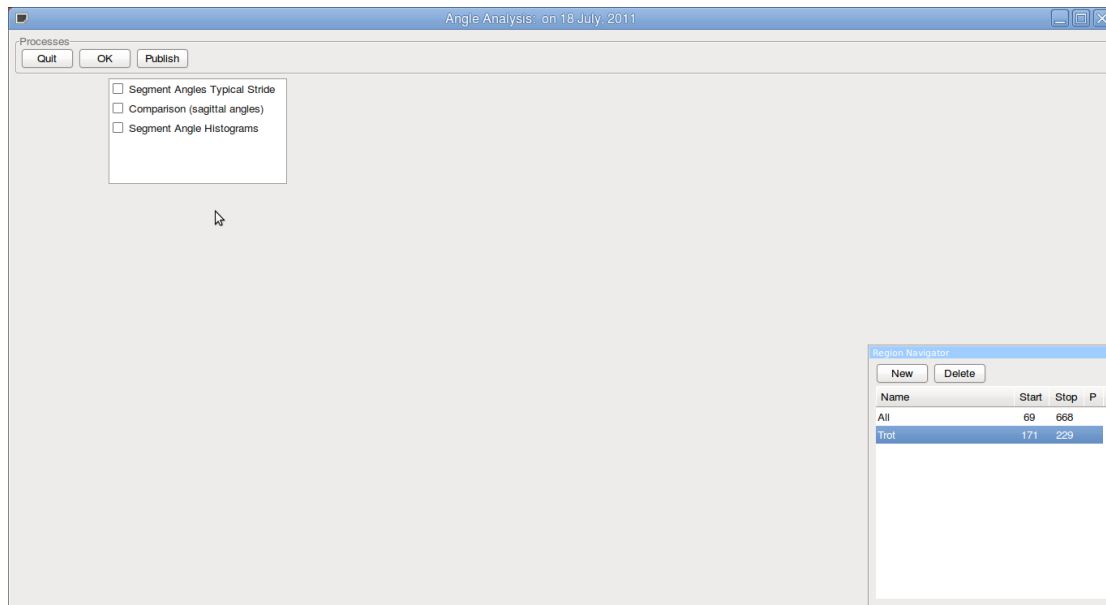 Angle Analysis: on 18 July, 2011
Processes
Quit OK Publish
Segment Angles Typical Stride
Comparison (sagittal angles)
Segment Angle Histograms
Region Navigator
New Delete
Name Start Stop P
All 69 668
Trot 171 229